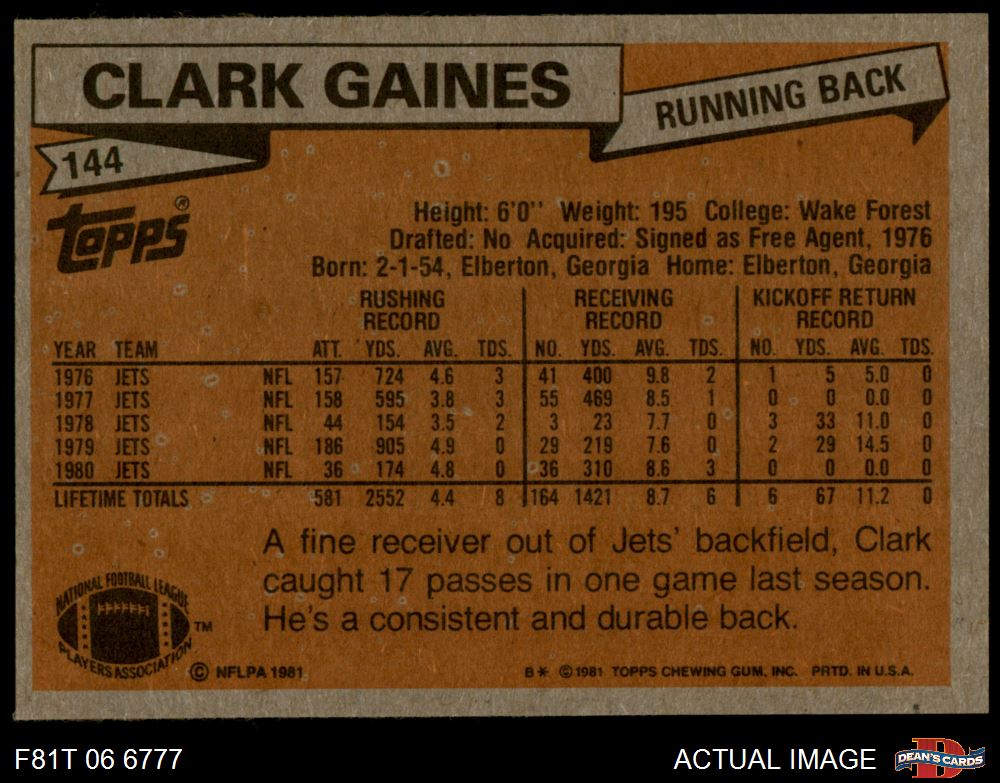 CLARK GAINES
RUNNING BACK
144
topps®
Height: 6'0'' Weight: 195 College: Wake Forest
Drafted: No Acquired: Signed as Free Agent, 1976
Born: 2-1-54, Elberton, Georgia Home: Elberton, Georgia
RUSHING RECORD RECEIVING RECORD KICKOFF RETURN RECORD
YEAR TEAM ATT. YDS. AVG. TDS. NO. YDS. AVG. TDS. NO. YDS. AVG. TDS.
1976 JETS NFL 157 724 4.6 3 41 400 9.8 2 1 5 5.0 0
1977 JETS NFL 158 595 3.8 3 55 469 8.5 1 0 0 0.0 0
1978 JETS NFL 44 154 3.5 2 3 23 7.7 0 3 33 11.0 0
1979 JETS NFL 186 905 4.9 0 29 219 7.6 0 2 29 14.5 0
1980 JETS NFL 36 174 4.8 0 36 310 8.6 3 0 0 0.0 0
LIFETIME TOTALS 581 2552 4.4 8 164 1421 8.7 6 6 67 11.2 0
A fine receiver out of Jets' backfield, Clark
caught 17 passes in one game last season.
He's a consistent and durable back.
NATIONAL FOOTBALL LEAGUE
PLAYERS ASSOCIATION
TM
© NFLPA 1981
B* ©1981 TOPPS CHEWING GUM, INC. PRTD. IN U.S.A.
F81T 06 6777
ACTUAL IMAGE
D
DEAN'S CARDS